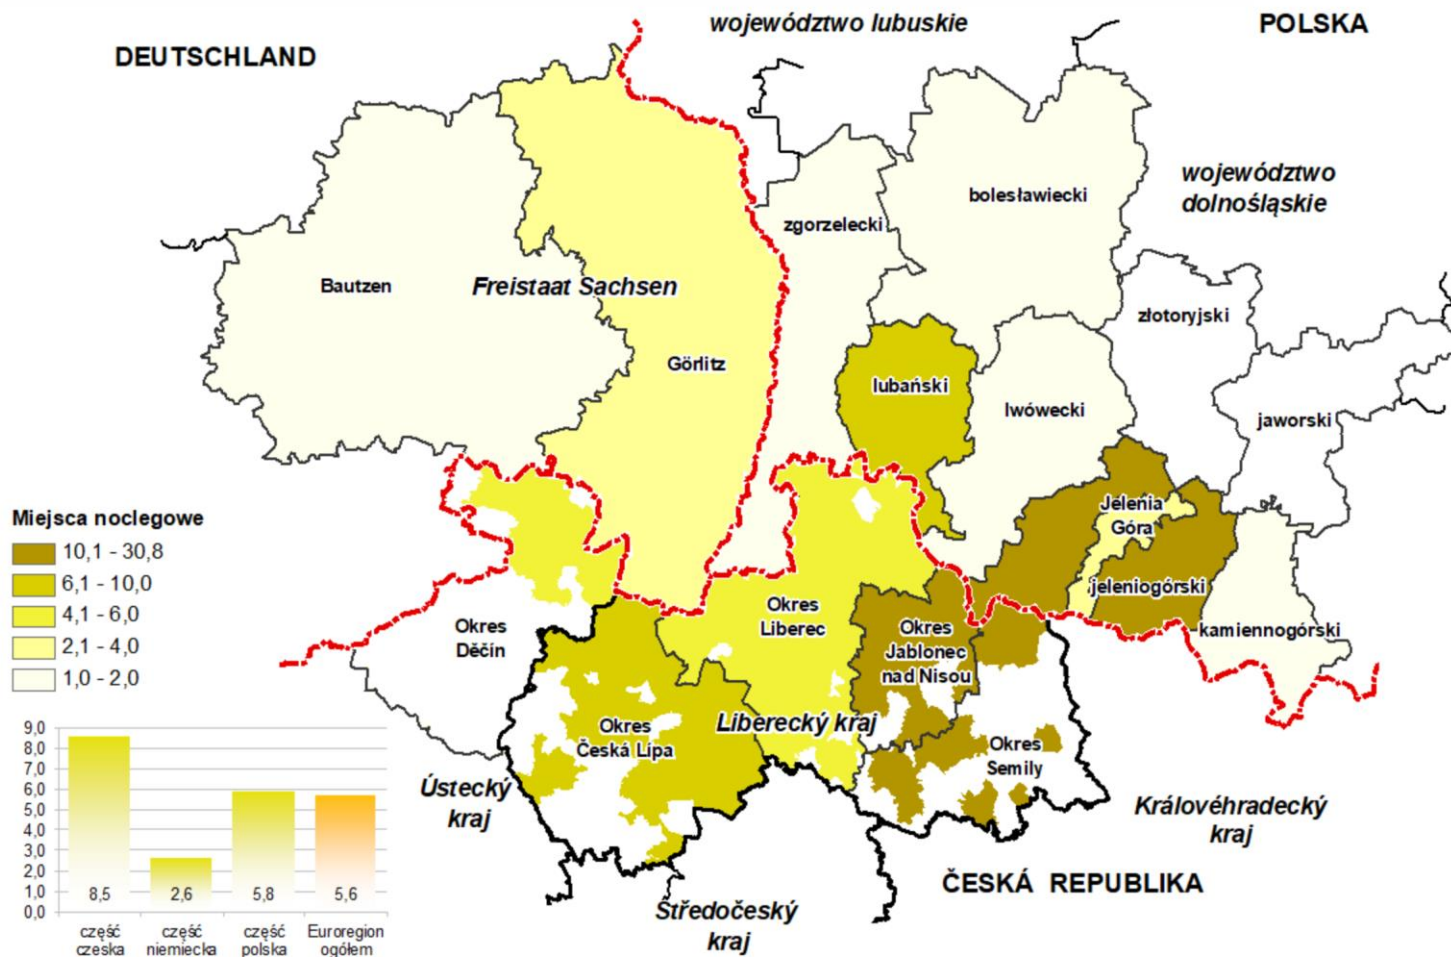 województwo lubuskie
POLSKA
DEUTSCHLAND
województwo
dolnośląskie
bolesławiecki
zgorzelecki
Bautzen
Freistaat Sachsen
złotoryjski
Görlitz
lubański
lwówecki
jaworski
Jelenia
Góra
jeleniogórski
kamiennogórski
Miejsca noclegowe
10,1 - 30,8
6,1 - 10,0
4,1 - 6,0
2,1 - 4,0
1,0 - 2,0
Okres
Děčín
Okres
Liberec
Okres
Jablonec
nad Nisou
Okres
Česká Lípa
Liberecký kraj
Okres
Semily
Ústecký
kraj
Královéhradecký
kraj
Středočeský
kraj
ČESKÁ REPUBLIKA
9,0
8,0
7,0
6,0
5,0
4,0
3,0
2,0
1,0
0,0
8,5
2,6
5,8
5,6
część
czeska
część
niemiecka
część
polska
Euroregion
ogółem